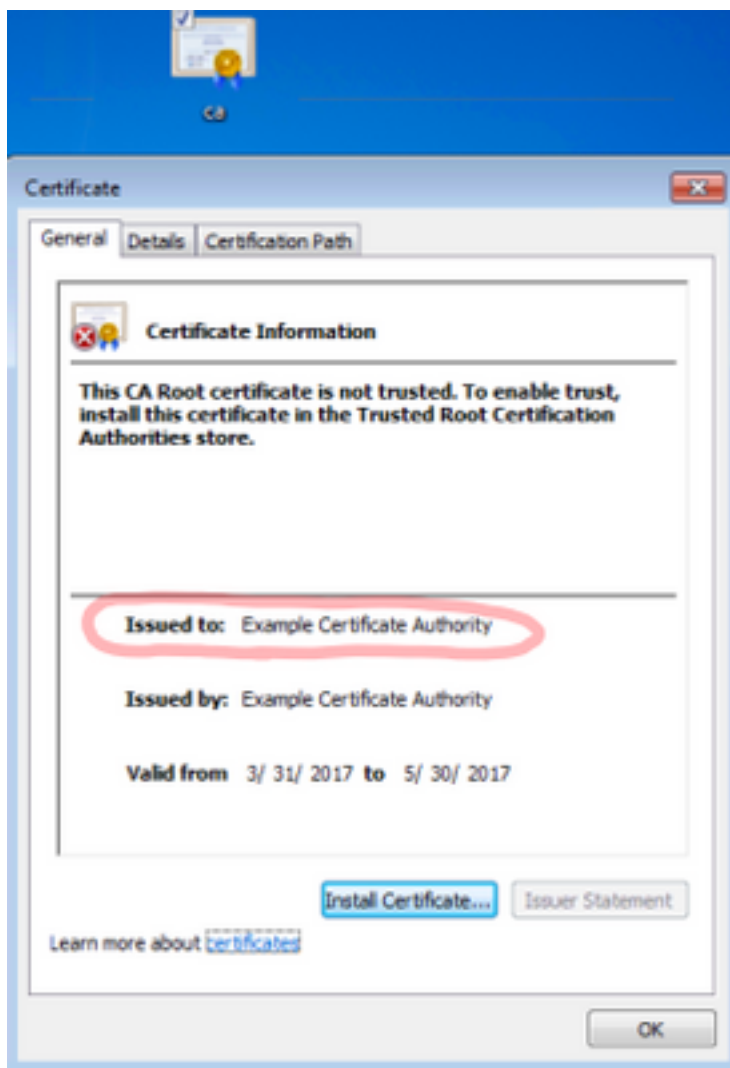 ca
Certificate
General Details Certification Path
Certificate Information
This CA Root certificate is not trusted. To enable trust,
install this certificate in the Trusted Root Certification
Authorities store.
Issued to: Example Certificate Authority
Issued by: Example Certificate Authority
Valid from 3/ 31/ 2017 to 5/ 30/ 2017
Install Certificate... Issuer Statement
Learn more about certificates
OK